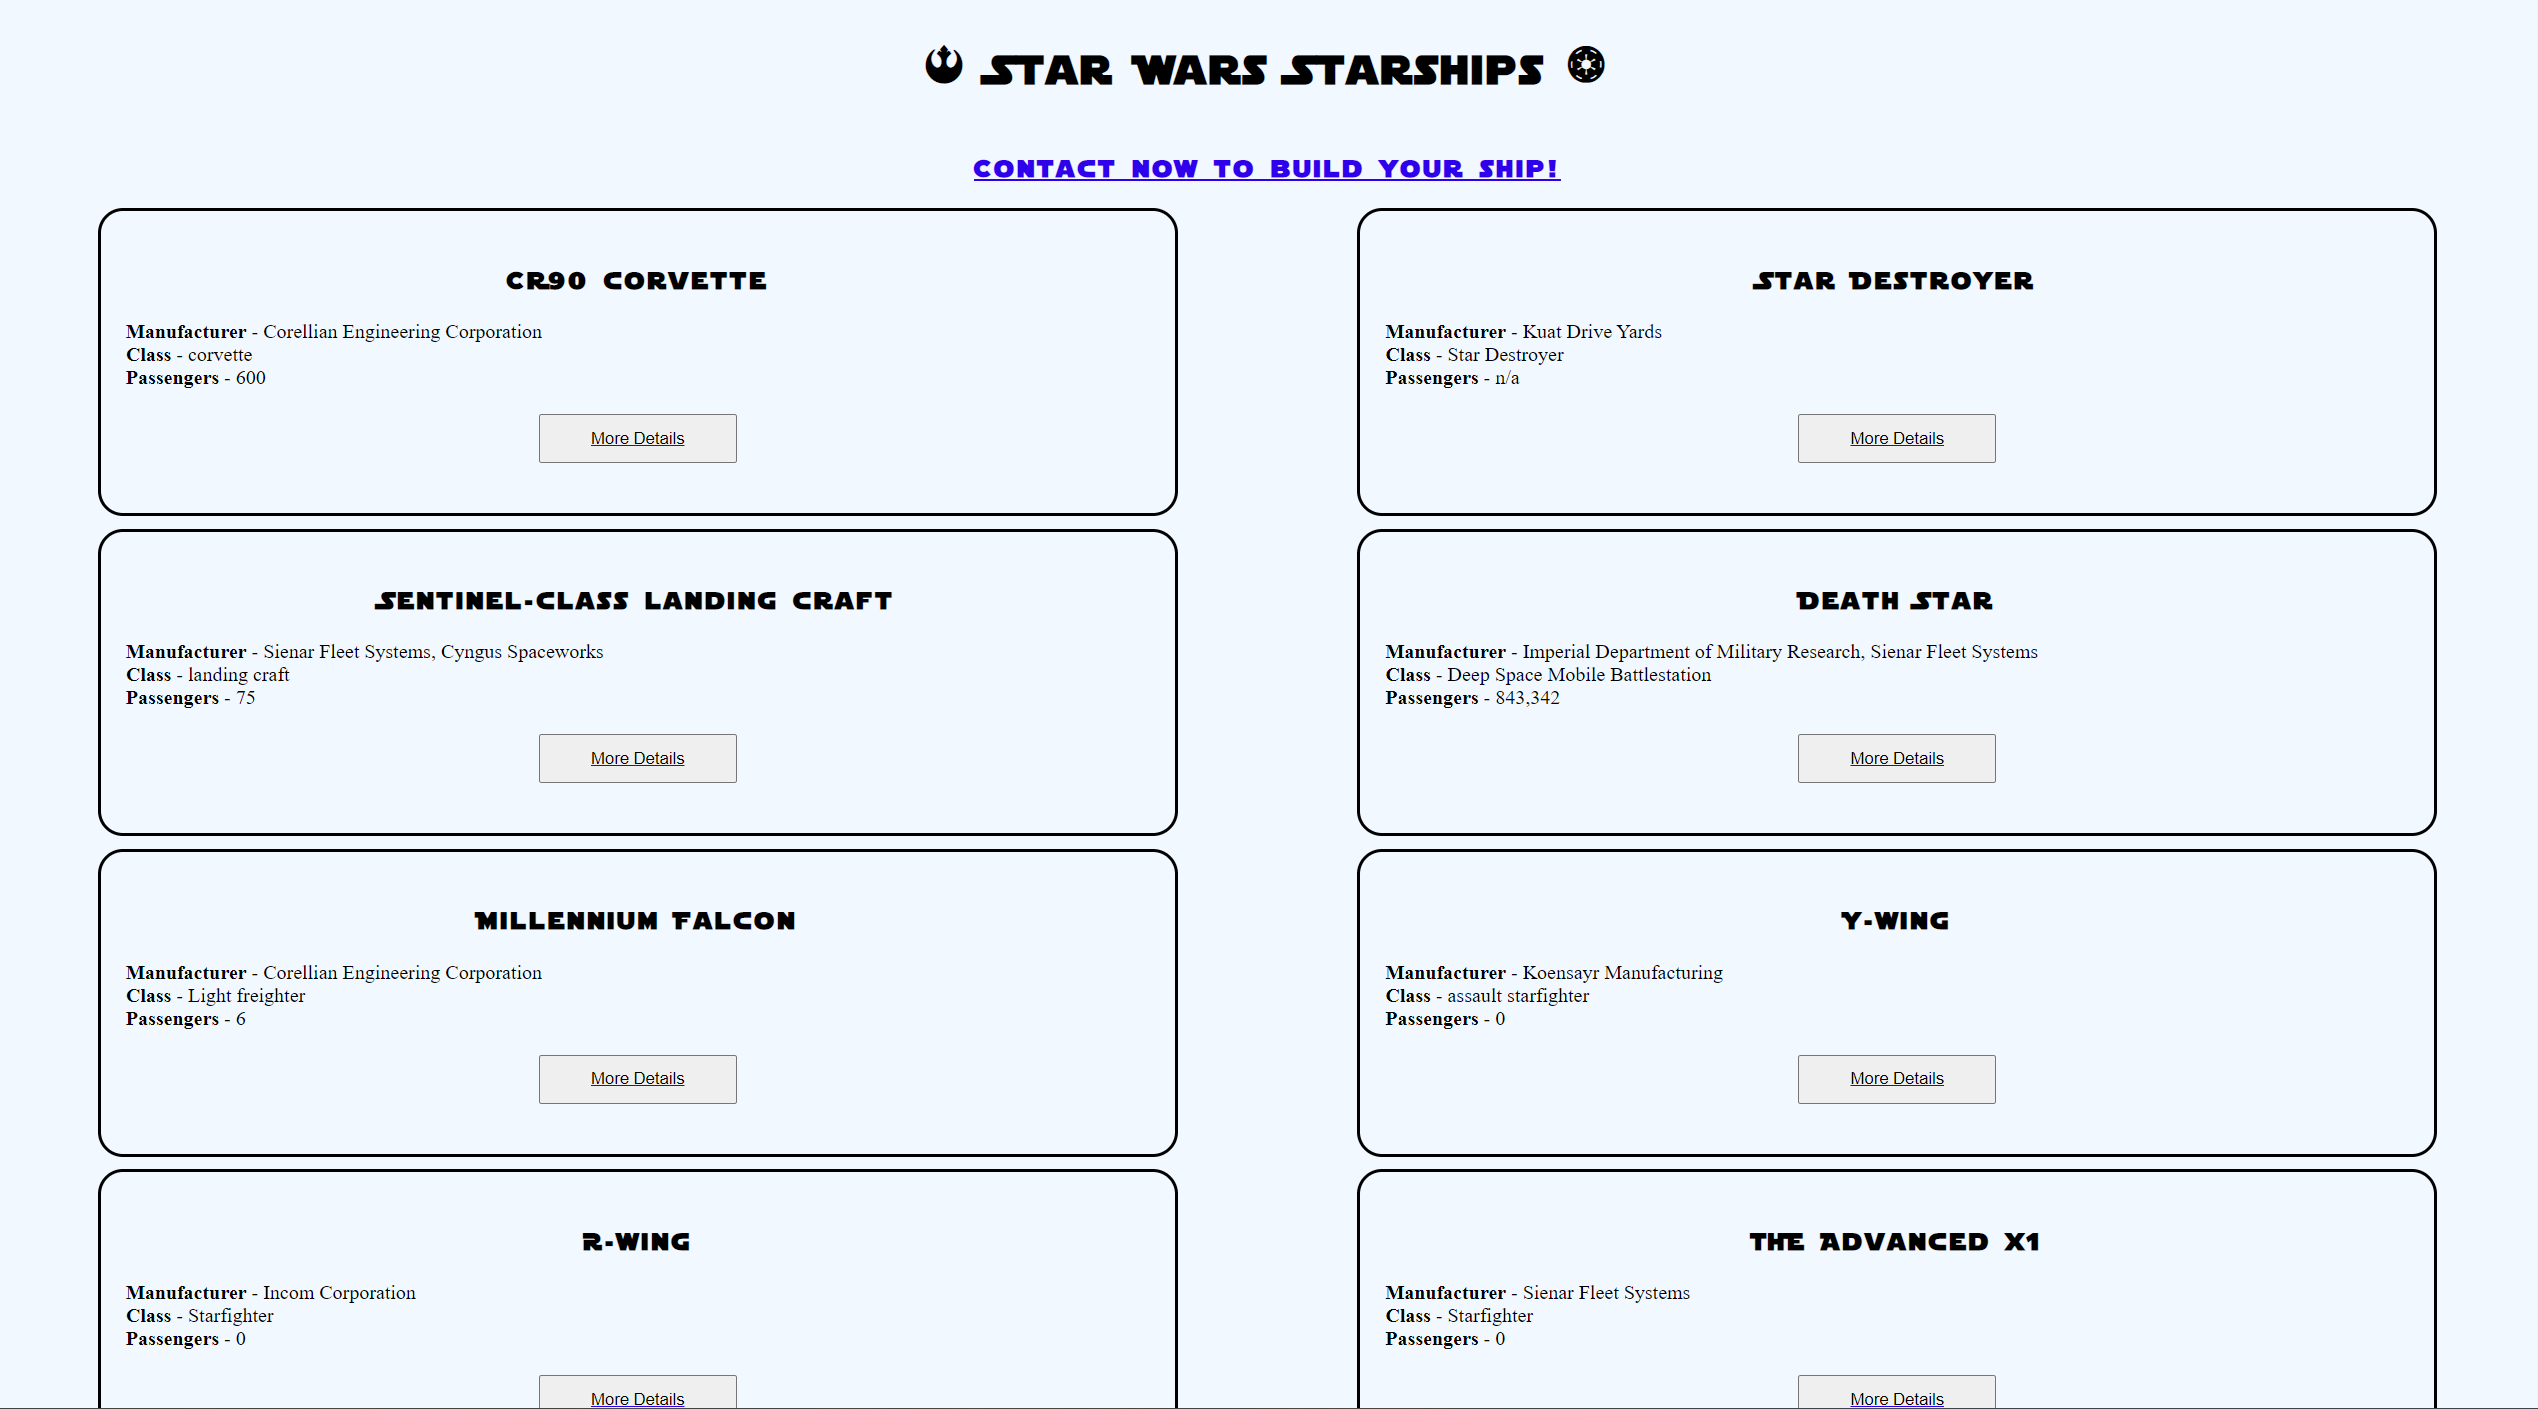 STAR WARS STARSHIPS
CONTACT NOW TO BUILD YOUR SHIP!
CR90 CORVETTE
Manufacturer - Corellian Engineering Corporation
Class - corvette
Passengers - 600
More Details
STAR DESTROYER
Manufacturer - Kuat Drive Yards
Class - Star Destroyer
Passengers - n/a
More Details
SENTINEL-CLASS LANDING CRAFT
Manufacturer - Sienar Fleet Systems, Cyngus Spaceworks
Class - landing craft
Passengers - 75
More Details
DEATH STAR
Manufacturer - Imperial Department of Military Research, Sienar Fleet Systems
Class - Deep Space Mobile Battlestation
Passengers - 843,342
More Details
MILLENNIUM FALCON
Manufacturer - Corellian Engineering Corporation
Class - Light freighter
Passengers - 6
More Details
Y-WING
Manufacturer - Koensayr Manufacturing
Class - assault starfighter
Passengers - 0
More Details
R-WING
Manufacturer - Incom Corporation
Class - Starfighter
Passengers - 0
More Details
THE ADVANCED X1
Manufacturer - Sienar Fleet Systems
Class - Starfighter
Passengers - 0
More Details